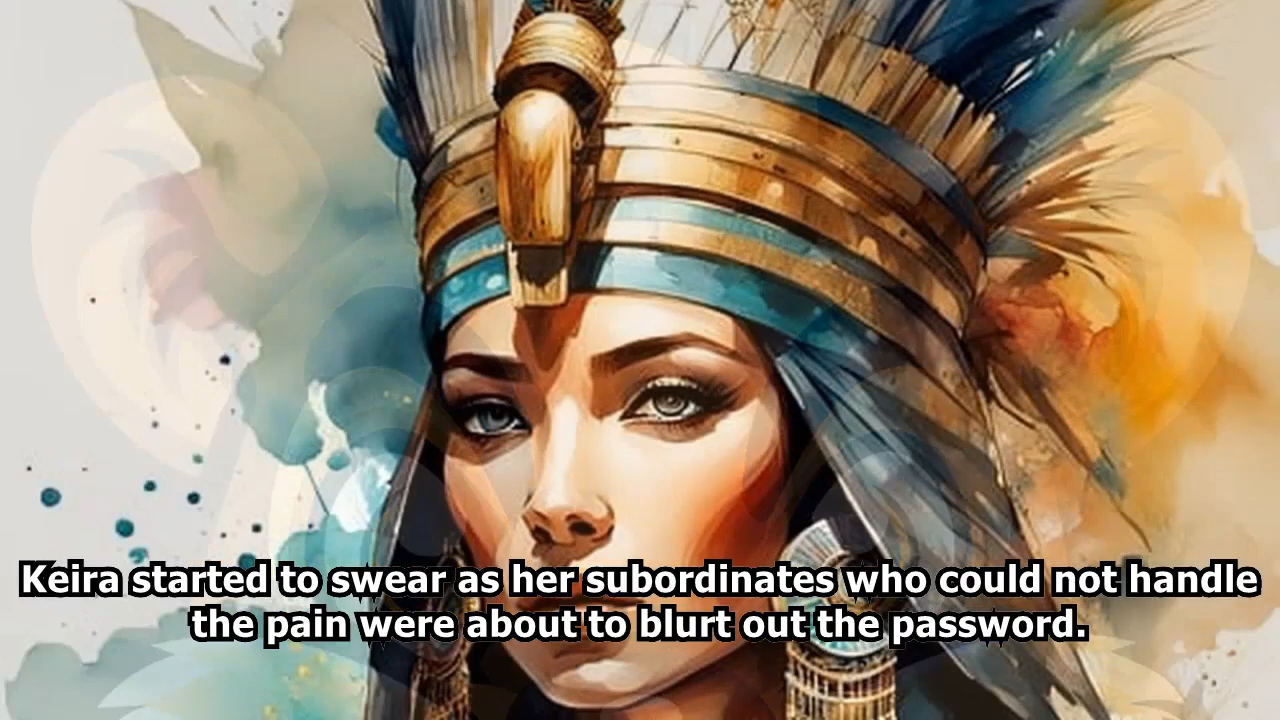 Keira started to swear as her subordinates who could not handle
the pain were about to blurt out the password.